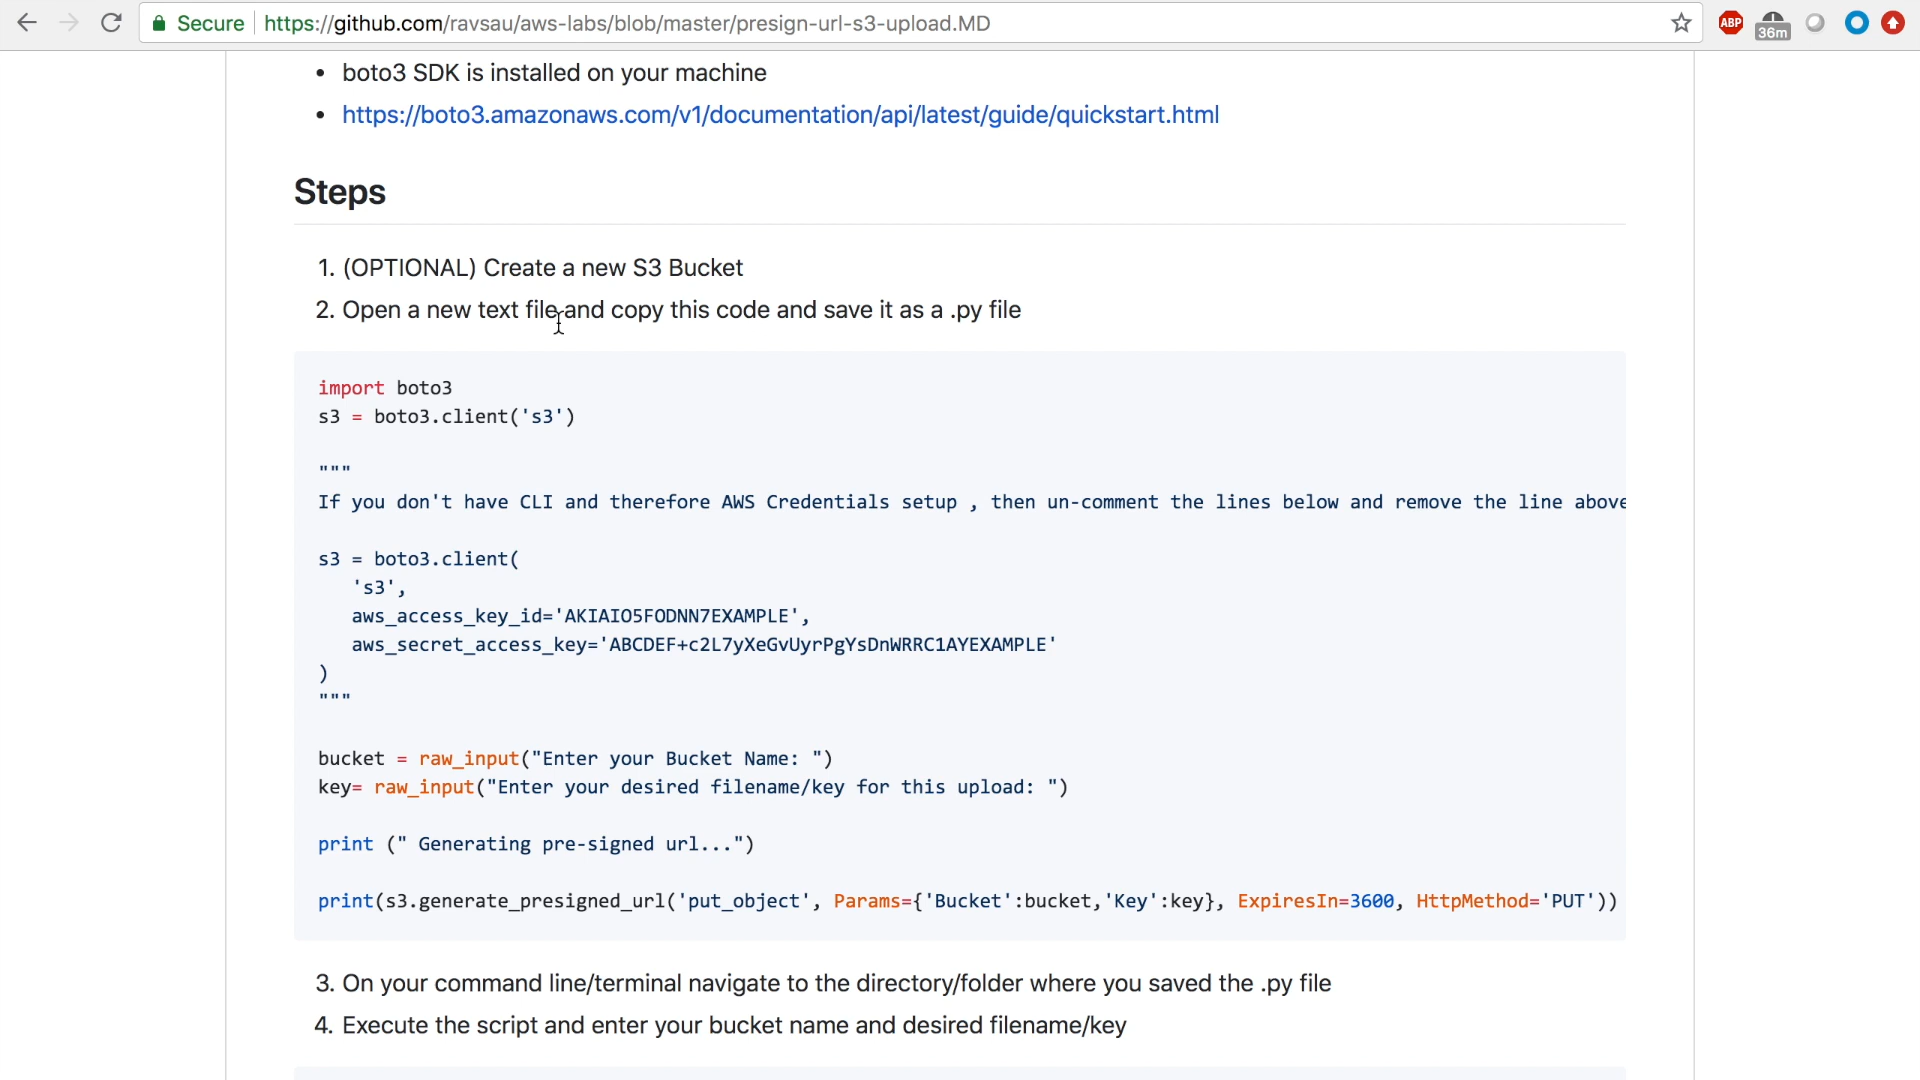 Secure https://github.com/ravsau/aws-labs/blob/master/presign-url-s3-upload.MD
ABP
36m
• boto3 SDK is installed on your machine
• https://boto3.amazonaws.com/v1/documentation/api/latest/guide/quickstart.html
Steps
1. (OPTIONAL) Create a new S3 Bucket
2. Open a new text file and copy this code and save it as a .py file
import boto3
s3 = boto3.client('s3')
"""
If you don't have CLI and therefore AWS Credentials setup , then un-comment the lines below and remove the line above
s3 = boto3.client(
's3',
aws_access_key_id='AKIAIO5FODNN7EXAMPLE',
aws_secret_access_key='ABCDEF+c2L7yXeGvUyrPgYsDnWRRC1AYEXAMPLE'
)
"""
bucket = raw_input("Enter your Bucket Name: ")
key= raw_input("Enter your desired filename/key for this upload: ")
print (" Generating pre-signed url...")
print(s3.generate_presigned_url('put_object', Params={'Bucket':bucket,'Key':key}, ExpiresIn=3600, HttpMethod='PUT'))
3. On your command line/terminal navigate to the directory/folder where you saved the .py file
4. Execute the script and enter your bucket name and desired filename/key